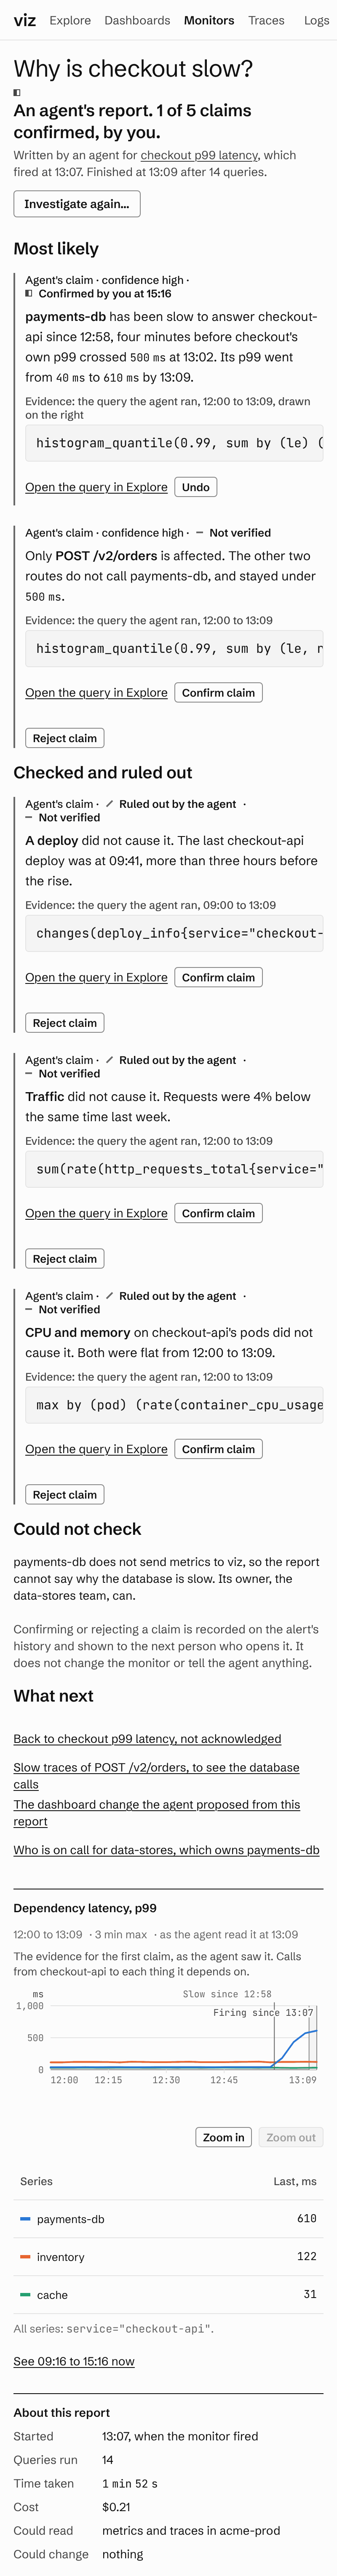 viz Explore Dashboards Monitors Traces Logs
Why is checkout slow?
An agent's report. 1 of 5 claims
confirmed, by you.
Written by an agent for checkout p99 latency, which
fired at 13:07. Finished at 13:09 after 14 queries.
Investigate again...
Most likely
Agent's claim · confidence high ·
Confirmed by you at 15:16
payments-db has been slow to answer checkout-
api since 12:58, four minutes before checkout's
own p99 crossed 500 ms at 13:02. Its p99 went
from 40 ms to 610 ms by 13:09.
Evidence: the query the agent ran, 12:00 to 13:09, drawn
on the right
histogram_quantile(0.99, sum by (le) (
Open the query in Explore Undo
Agent's claim · confidence high · – Not verified
Only POST /v2/orders is affected. The other two
routes do not call payments-db, and stayed under
500 ms.
Evidence: the query the agent ran, 12:00 to 13:09
histogram_quantile(0.99, sum by (le, r
Open the query in Explore Confirm claim
Reject claim
Checked and ruled out
Agent's claim · Ruled out by the agent ·
– Not verified
A deploy did not cause it. The last checkout-api
deploy was at 09:41, more than three hours before
the rise.
Evidence: the query the agent ran, 09:00 to 13:09
changes(deploy_info{service="checkout-
Open the query in Explore Confirm claim
Reject claim
Agent's claim · Ruled out by the agent ·
– Not verified
Traffic did not cause it. Requests were 4% below
the same time last week.
Evidence: the query the agent ran, 12:00 to 13:09
sum(rate(http_requests_total{service="
Open the query in Explore Confirm claim
Reject claim
Agent's claim · Ruled out by the agent ·
– Not verified
CPU and memory on checkout-api's pods did not
cause it. Both were flat from 12:00 to 13:09.
Evidence: the query the agent ran, 12:00 to 13:09
max by (pod) (rate(container_cpu_usage
Open the query in Explore Confirm claim
Reject claim
Could not check
payments-db does not send metrics to viz, so the report
cannot say why the database is slow. Its owner, the
data-stores team, can.
Confirming or rejecting a claim is recorded on the alert's
history and shown to the next person who opens it. It
does not change the monitor or tell the agent anything.
What next
Back to checkout p99 latency, not acknowledged
Slow traces of POST /v2/orders, to see the database
calls
The dashboard change the agent proposed from this
report
Who is on call for data-stores, which owns payments-db
Dependency latency, p99
12:00 to 13:09 · 3 min max · as the agent read it at 13:09
The evidence for the first claim, as the agent saw it. Calls
from checkout-api to each thing it depends on.
ms Slow since 12:58
1,000
Firing since 13:07
500
0
12:00 12:15 12:30 12:45 13:09
Zoom in Zoom out
Series Last, ms
payments-db 610
inventory 122
cache 31
All series: service="checkout-api".
See 09:16 to 15:16 now
About this report
Started 13:07, when the monitor fired
Queries run 14
Time taken 1 min 52 s
Cost $0.21
Could read metrics and traces in acme-prod
Could change nothing